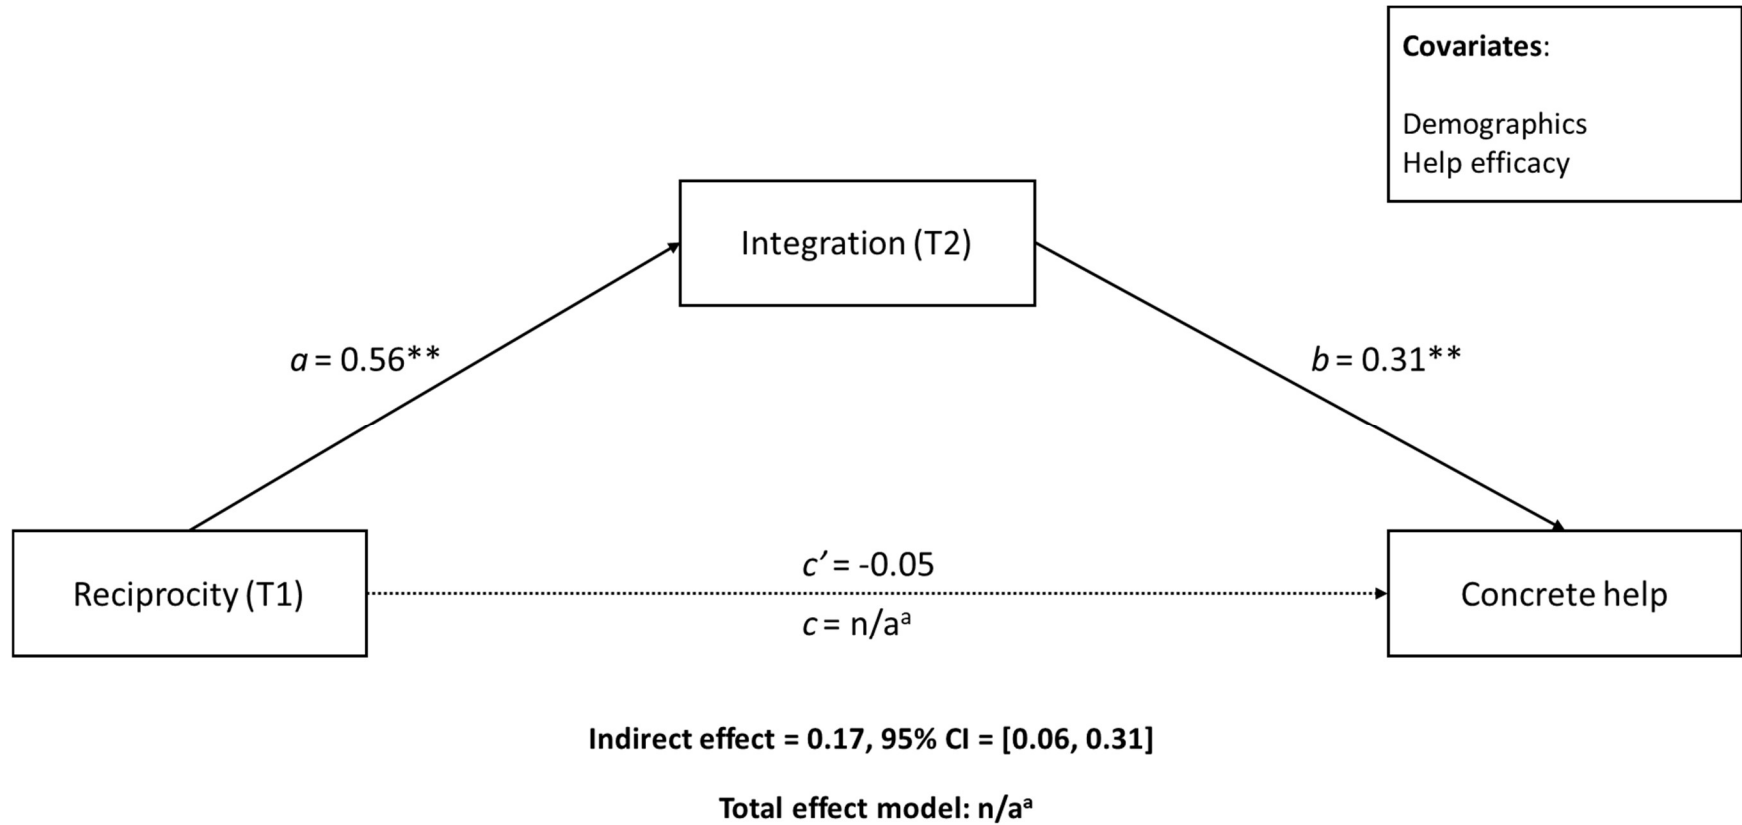 Covariates:
Demographics
Help efficacy
Integration (T2)
a = 0.56**
b = 0.31**
Reciprocity (T1)
c’ = -0.05
c = n/aᵃ
Concrete help
Indirect effect = 0.17, 95% CI = [0.06, 0.31]
Total effect model: n/aᵃ